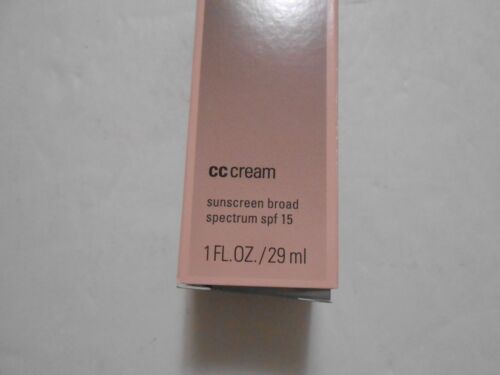 cc cream
sunscreen broad
spectrum spf 15
1 FL.OZ./29 ml